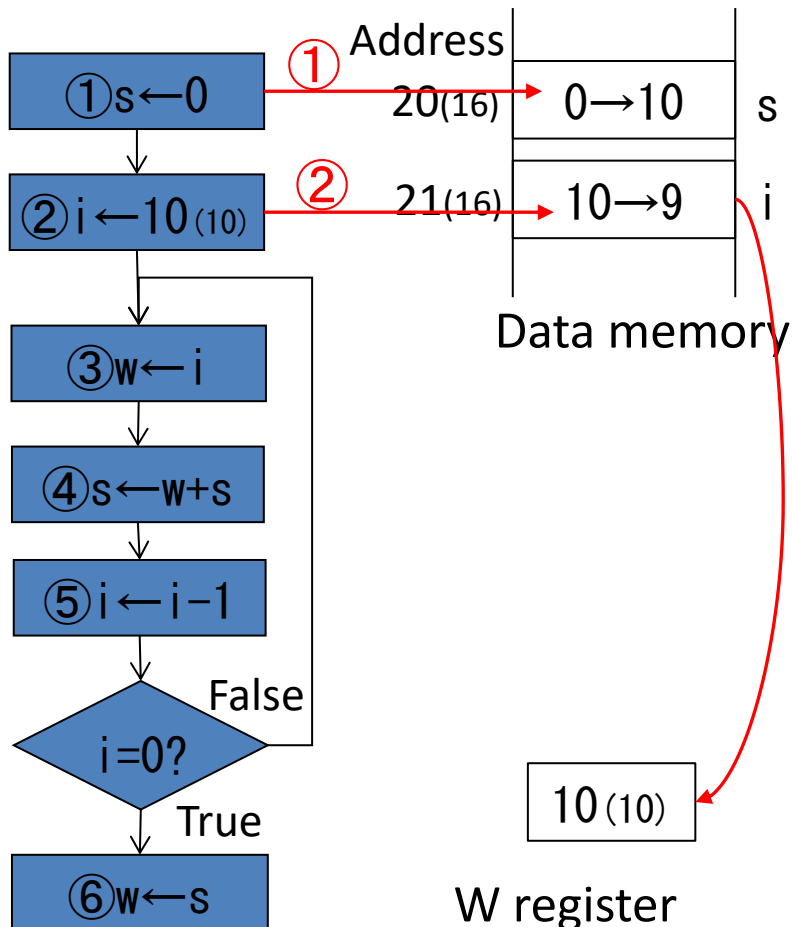 ①s←0
②i←10(10)
③w←i
④s←w+s
⑤i←i-1
i=0?
False
True
⑥w←s
①
②
Address
20(16)
0→10
s
21(16)
10→9
i
Data memory
10(10)
W register